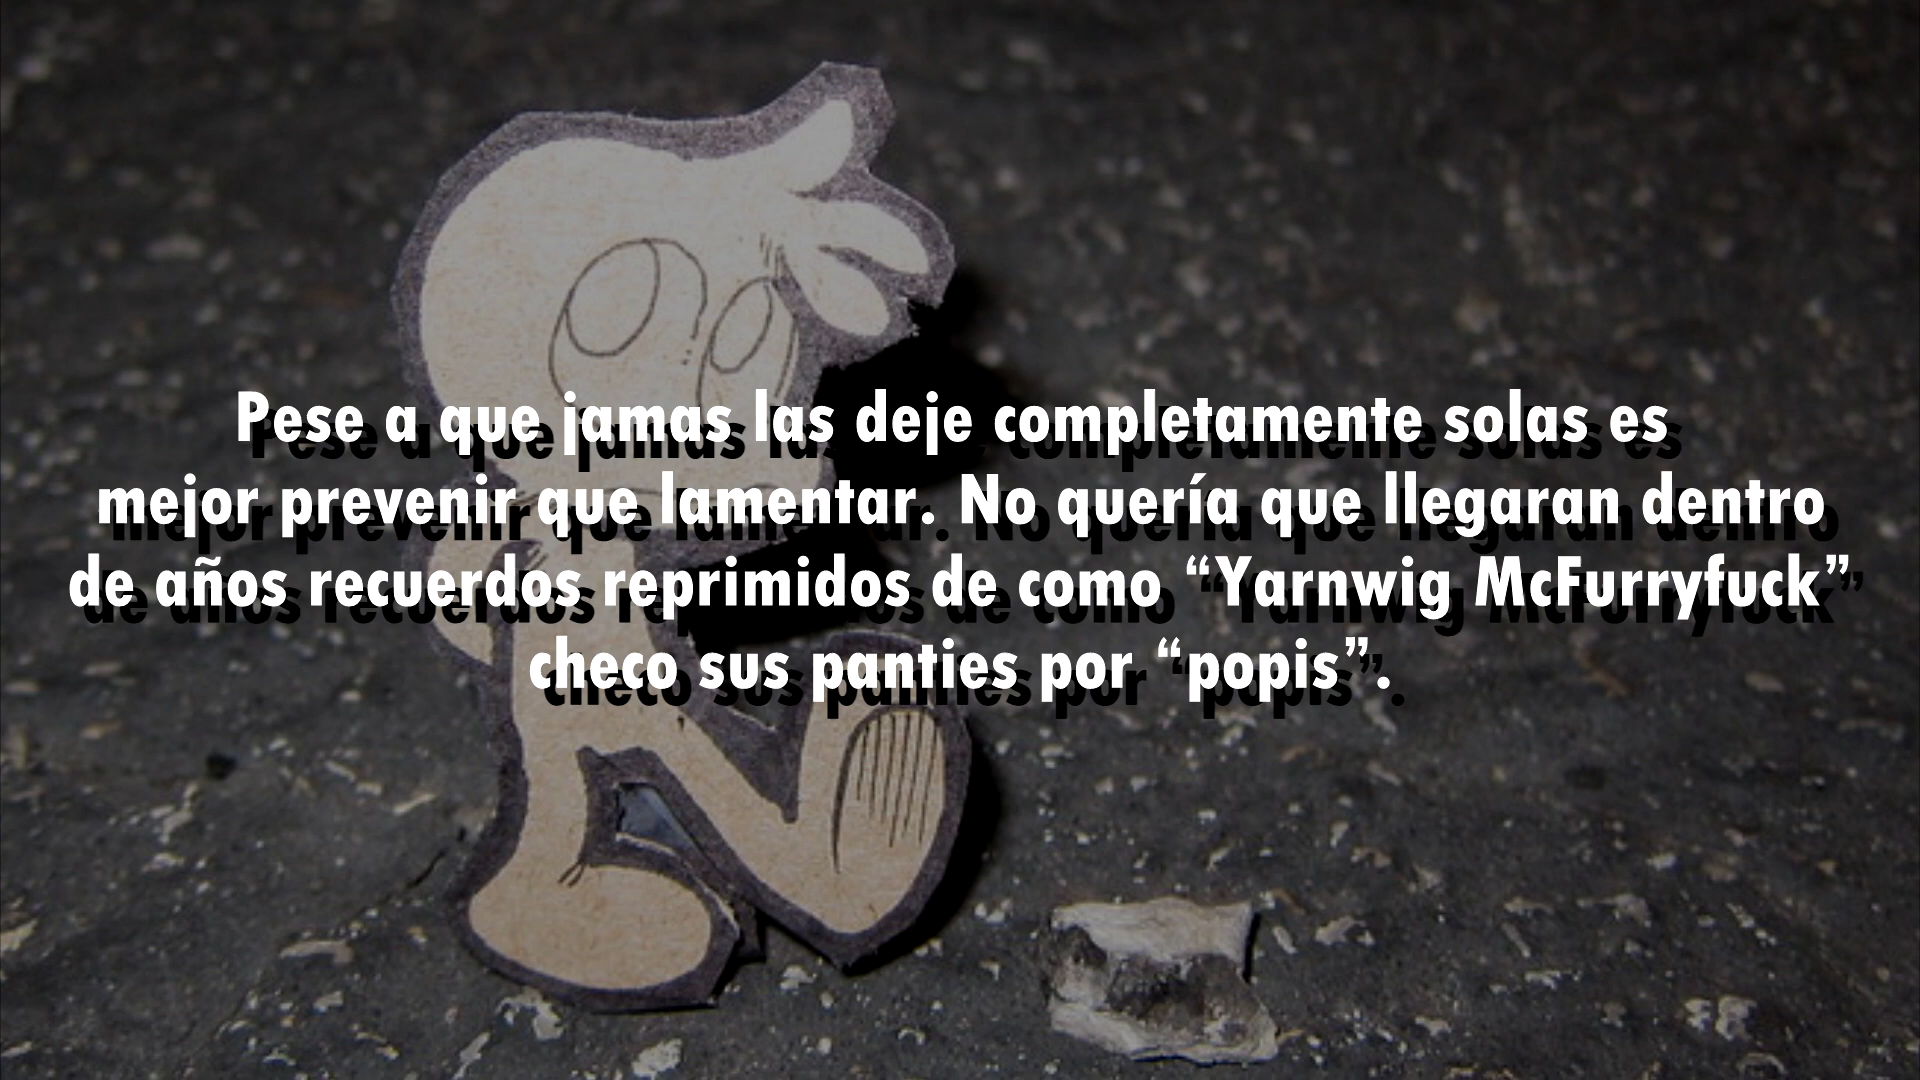 Pese a que jamas las deje completamente solas es
mejor prevenir que lamentar. No quería que llegaran dentro
de años recuerdos reprimidos de como “Yarnwig McFurryfuck”
checo sus panties por “popis”.